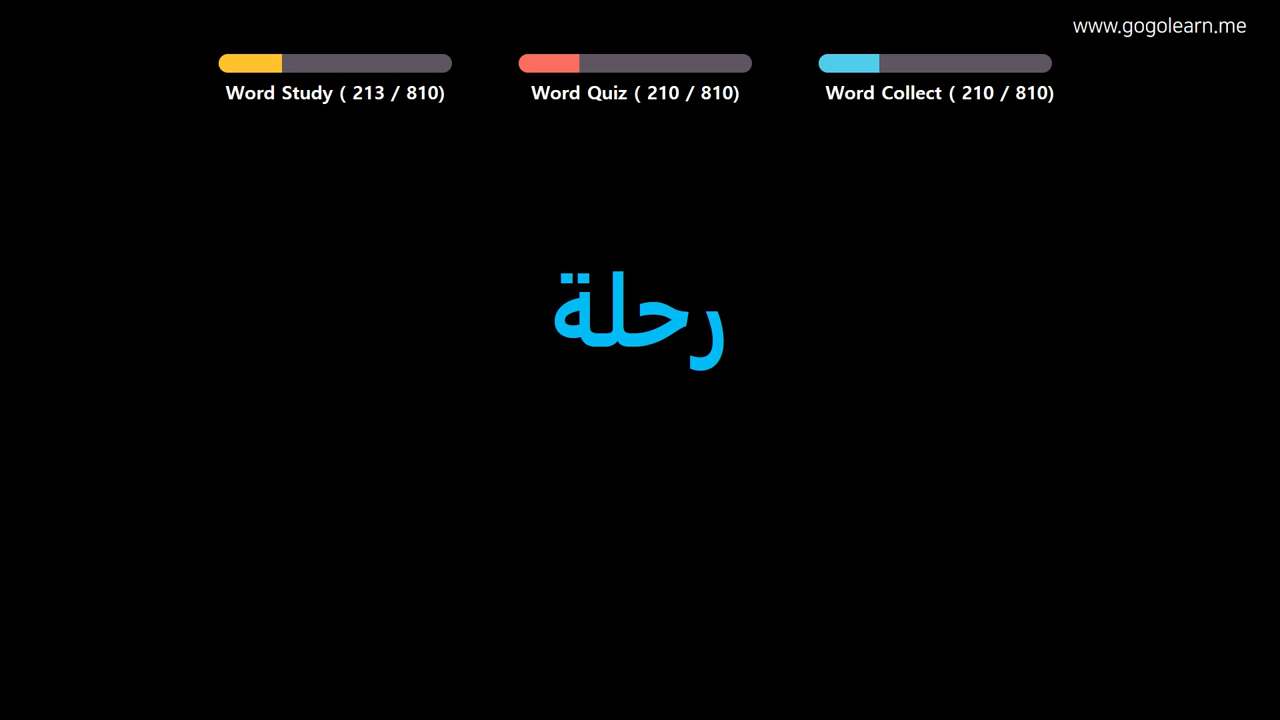 www.gogolearn.me
Word Study ( 213 / 810)
Word Quiz ( 210 / 810)
Word Collect ( 210 / 810)
رحلة